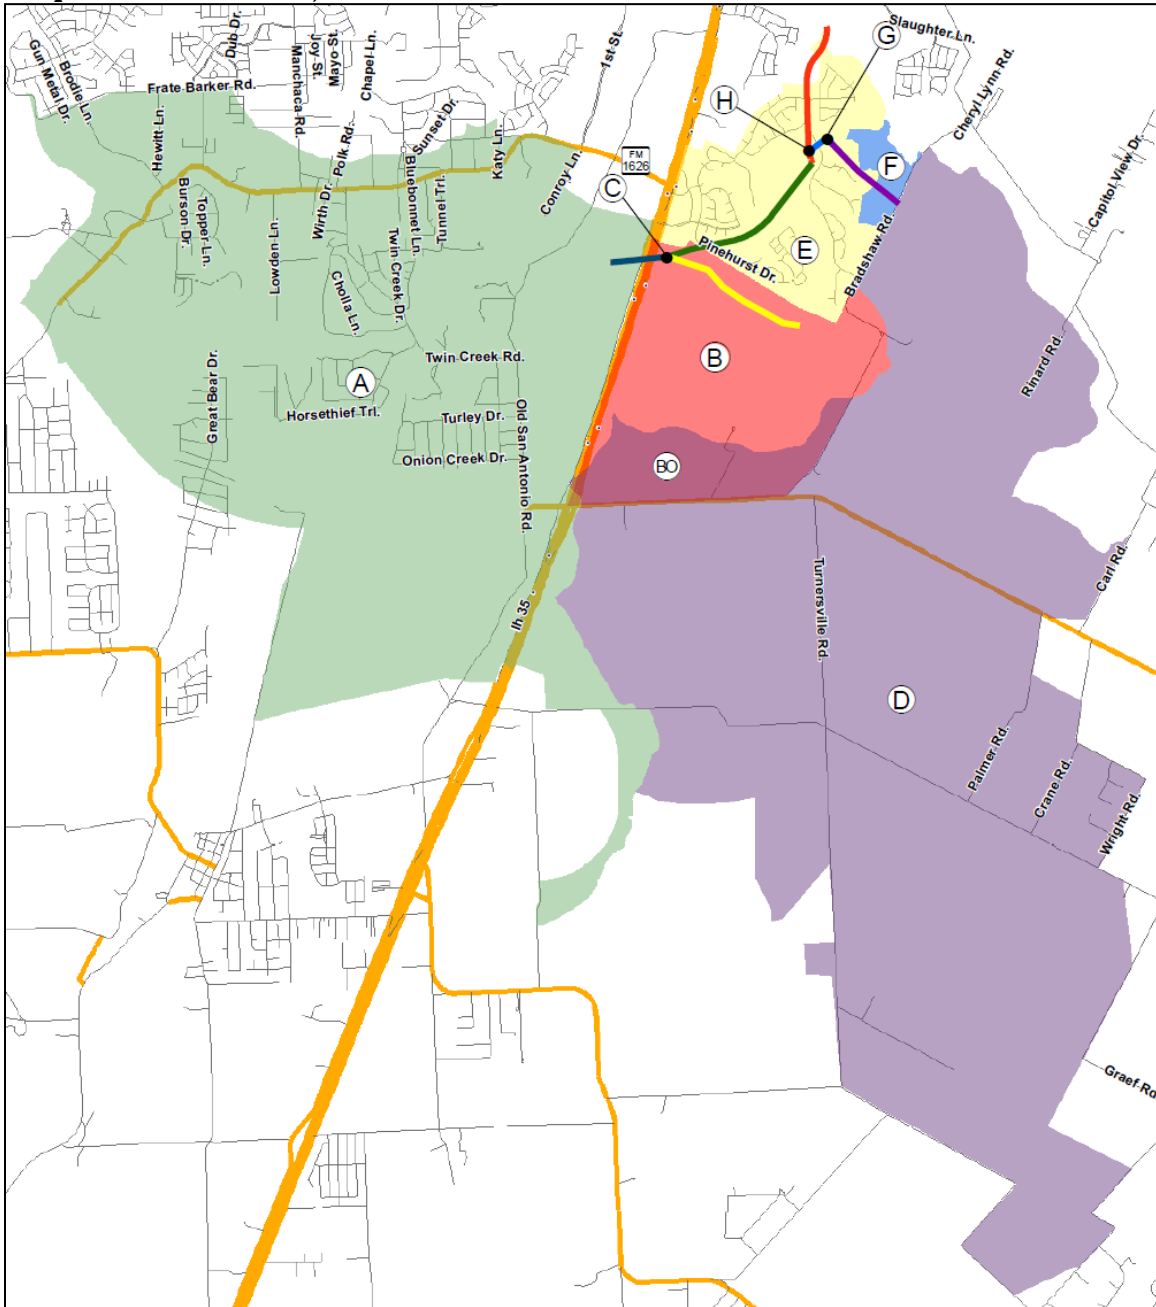 Slaughter Ln.
G
Dub Dr.
Joy St.
Mayo St.
Chapel Ln.
Manchaca Rd.
1st St.
Gun Metal Dr.
Brodie Ln.
Frate Barker Rd.
Cheryl Lynn Rd.
H
Hewitt Ln.
Polk Rd.
Sunset Dr.
Katy Ln.
FM
1626
F
Capitol View Dr.
C
Conroy Ln.
Burson Dr.
Topper Ln.
Wirth Dr.
Bluebonnet Ln.
Tunnel Trl.
Lowden Ln.
Twin Creek Dr.
Pinehurst Dr.
E
Bradshaw Rd.
Cholla Ln.
Rinard Rd.
Twin Creek Rd.
B
Great Bear Dr.
A
Horsethief Trl.
Turley Dr.
Old San Antonio Rd.
Onion Creek Dr.
BO
Carl Rd.
Ih 35
Turnersville Rd.
D
Palmer Rd.
Crane Rd.
Wright Rd.
Graef Rd